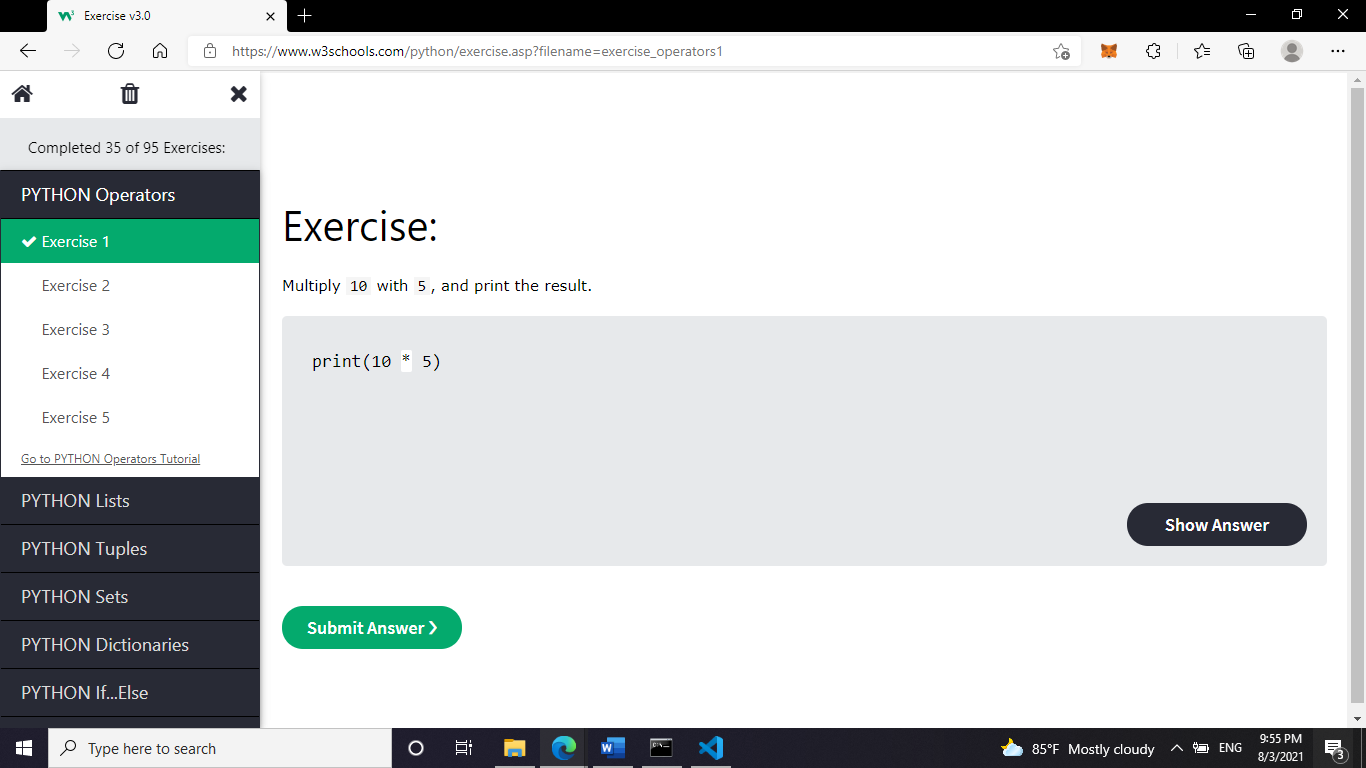 Exercise v3.0
https://www.w3schools.com/python/exercise.asp?filename=exercise_operators1
Completed 35 of 95 Exercises:
PYTHON Operators
Exercise 1
Exercise 2
Exercise 3
Exercise 4
Exercise 5
Go to PYTHON Operators Tutorial
PYTHON Lists
PYTHON Tuples
PYTHON Sets
PYTHON Dictionaries
PYTHON If...Else
Exercise:
Multiply 10 with 5, and print the result.
print(10 * 5)
Show Answer
Submit Answer ❯
Type here to search
85°F Mostly cloudy
ENG
9:55 PM
8/3/2021
3